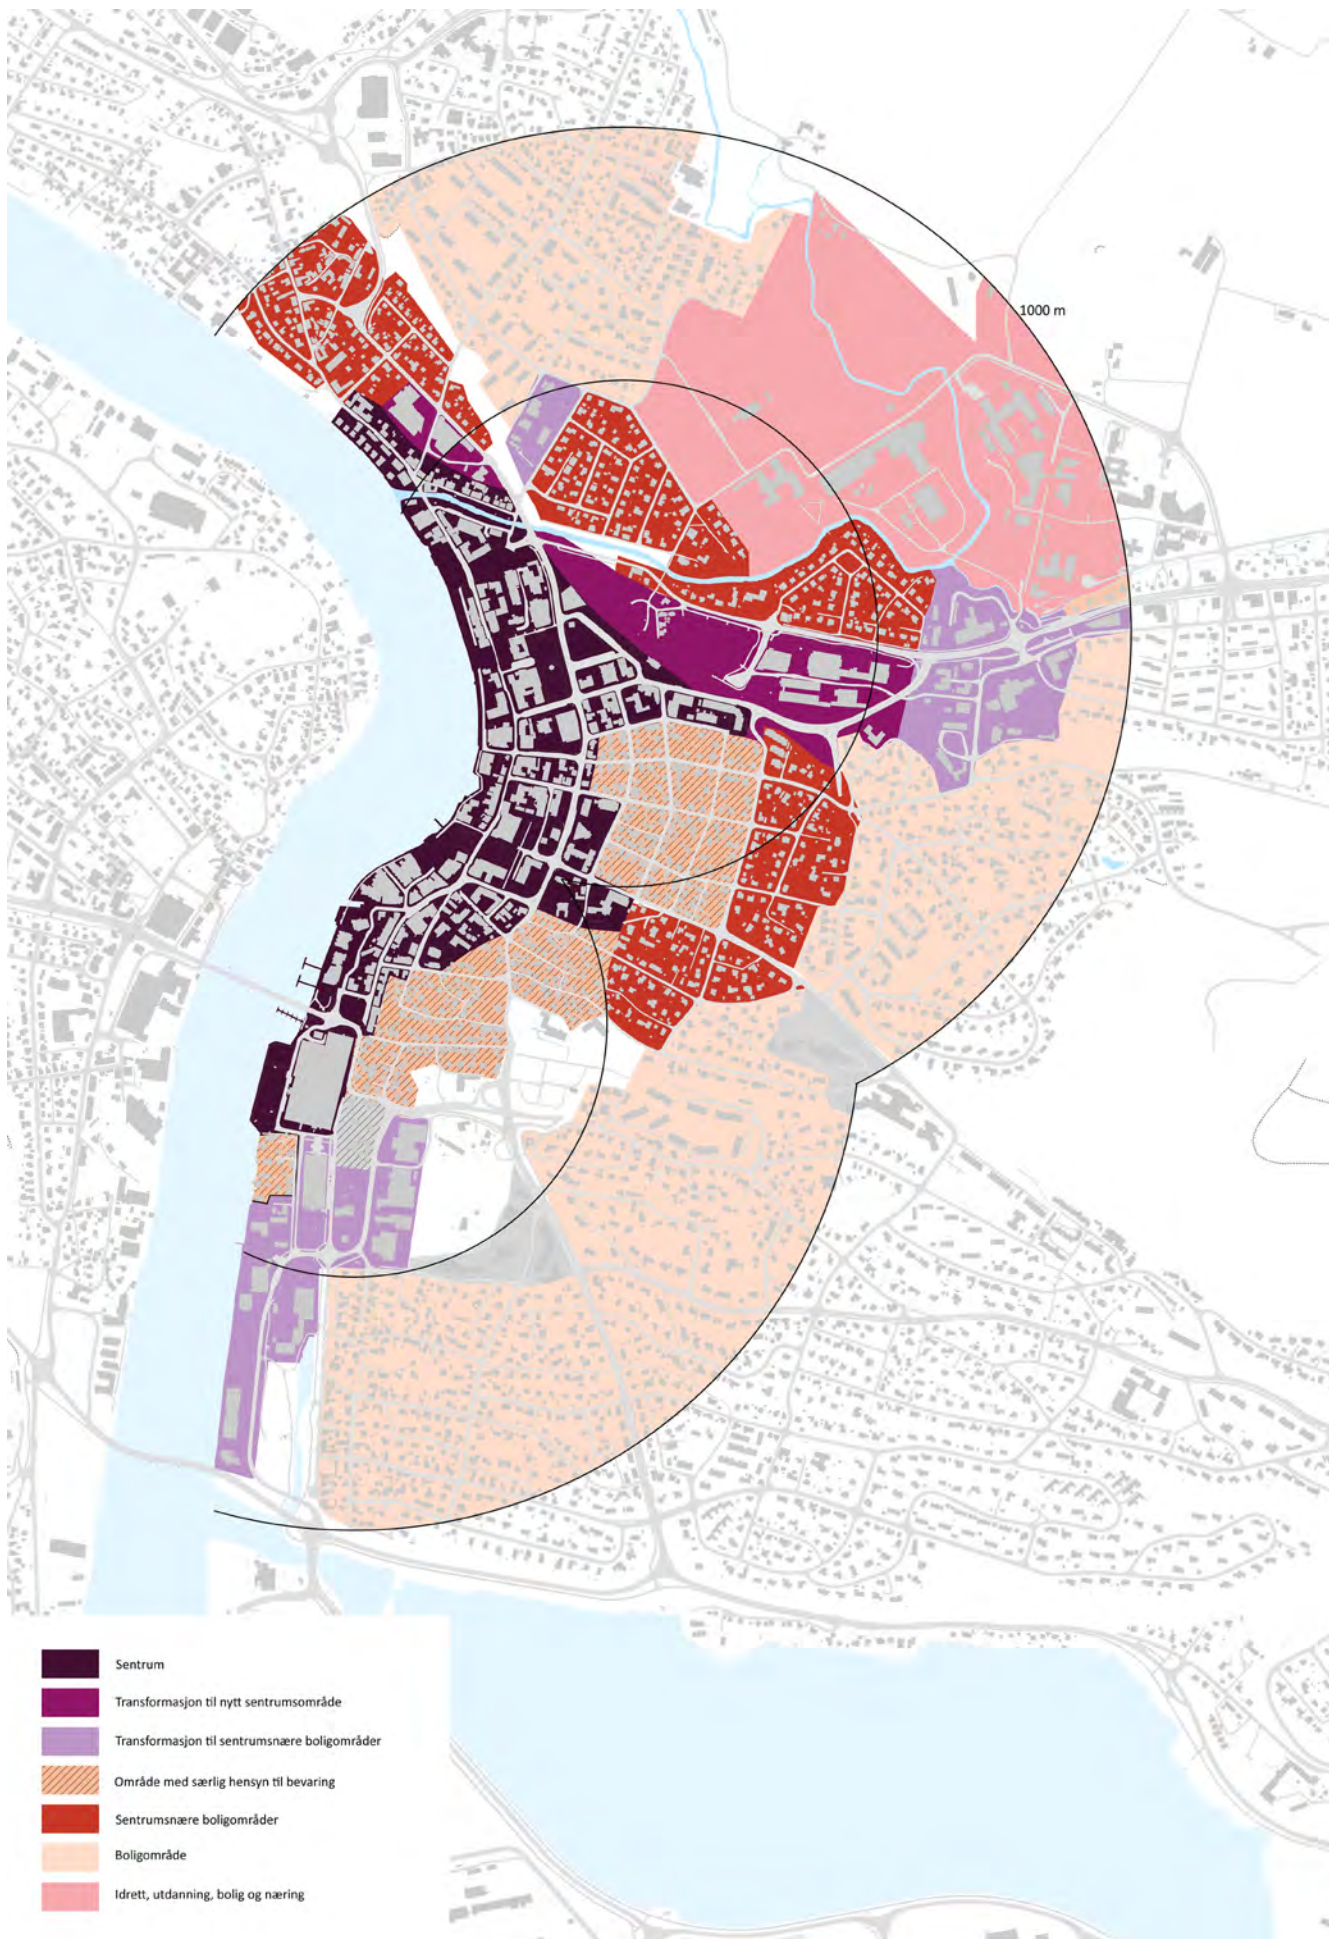 1000 m
Sentrum
Transformasjon til nytt sentrumsområde
Transformasjon til sentrumsnære boligområder
Område med særlig hensyn til bevaring
Sentrumsnære boligområder
Boligområde
Idrett, utdanning, bolig og næring